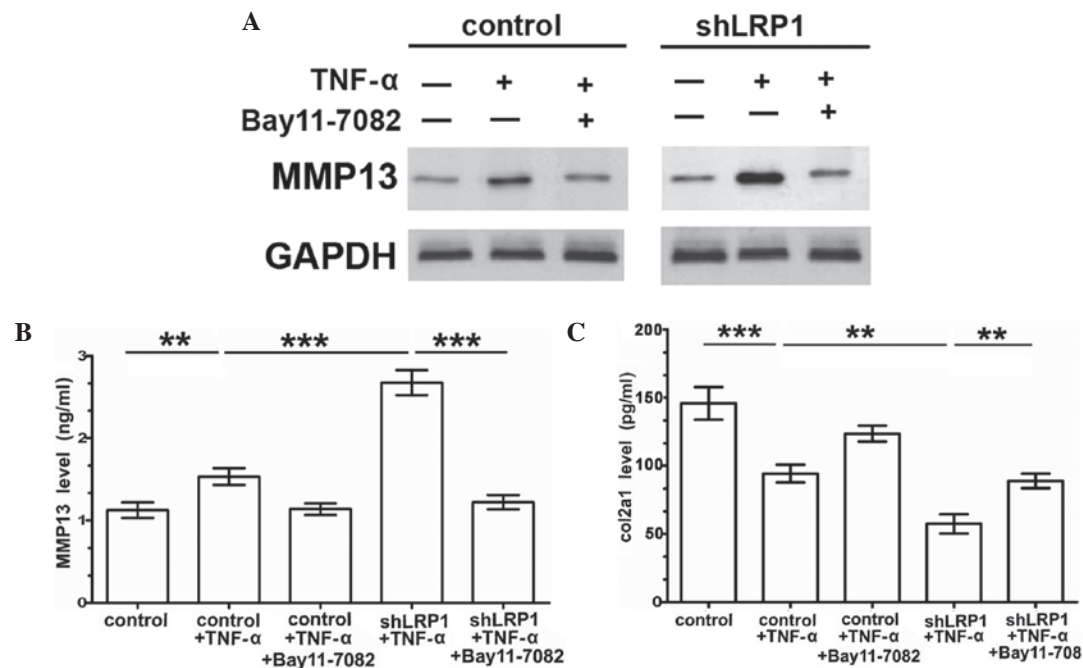 A
control shLRP1
TNF-α — + + — + +
Bay11-7082 — — + — — +
MMP13
GAPDH
B
** *** ***
MMP13 level (ng/ml)
3
2
1
0
control
control +TNF-α
control +TNF-α +Bay11-7082
shLRP1 +TNF-α
shLRP1 +TNF-α +Bay11-7082
C
*** ** **
col2a1 level (pg/ml)
200
150
100
50
0
control
control +TNF-α
control +TNF-α +Bay11-7082
shLRP1 +TNF-α
shLRP1 +TNF-α +Bay11-708